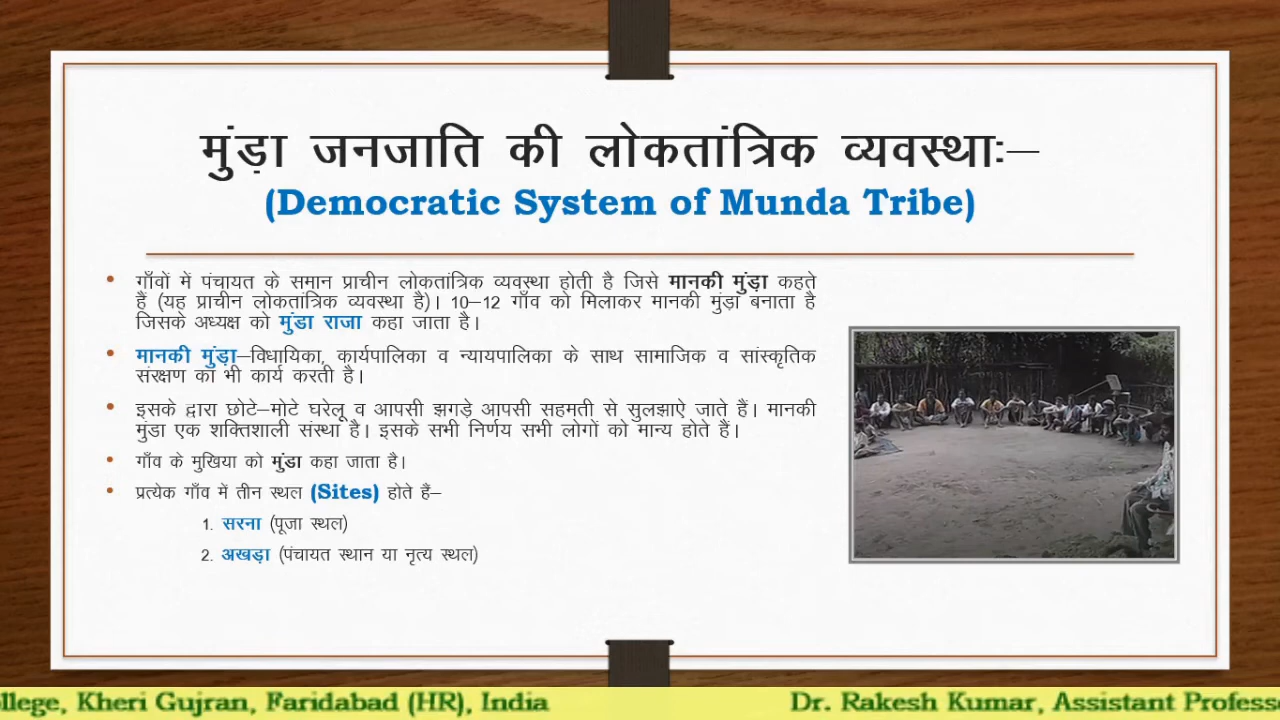 मुंड़ा जनजाति की लोकतांत्रिक व्यवस्थाः–
(Democratic System of Munda Tribe)
• गाँवों में पंचायत के समान प्राचीन लोकतांत्रिक व्यवस्था होती है जिसे मानकी मुंड़ा कहते
हैं (यह प्राचीन लोकतांत्रिक व्यवस्था है)। 10–12 गाँव को मिलाकर मानकी मुंड़ा बनाता है
जिसके अध्यक्ष को मुंडा राजा कहा जाता है।
• मानकी मुंड़ा–विधायिका, कार्यपालिका व न्यायपालिका के साथ सामाजिक व सांस्कृतिक
संरक्षण का भी कार्य करती है।
• इसके द्वारा छोटे–मोटे घरेलू व आपसी झगड़े आपसी सहमती से सुलझाऐ जाते हैं। मानकी
मुंडा एक शक्तिशाली संस्था है। इसके सभी निर्णय सभी लोगों को मान्य होते हैं।
• गाँव के मुखिया को मुंडा कहा जाता है।
• प्रत्येक गाँव में तीन स्थल (Sites) होते हैं–
1. सरना (पूजा स्थल)
2. अखड़ा (पंचायत स्थान या नृत्य स्थल)
llege, Kheri Gujran, Faridabad (HR), India Dr. Rakesh Kumar, Assistant Profess